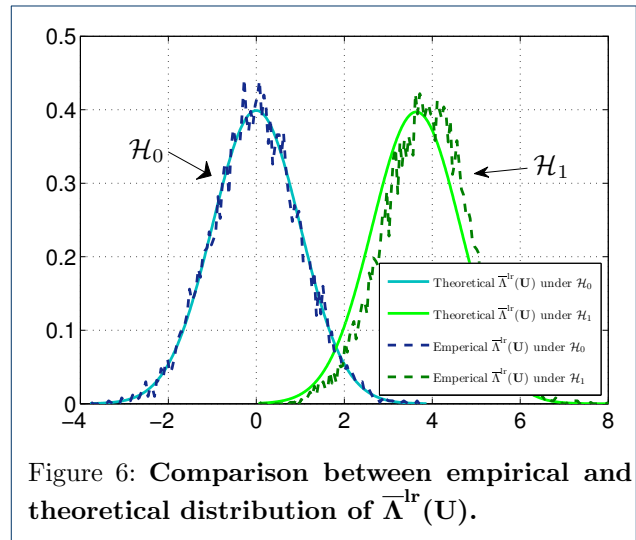 0.5
0.4
0.3
0.2
0.1
0
−4 −2 0 2 4 6 8
ℋ₀
ℋ₁
Theoretical Λ̅ˡʳ(U) under ℋ₀
Theoretical Λ̅ˡʳ(U) under ℋ₁
Emperical Λ̅ˡʳ(U) under ℋ₀
Emperical Λ̅ˡʳ(U) under ℋ₁
Figure 6: Comparison between empirical and
theoretical distribution of Λ̅ˡʳ(U).